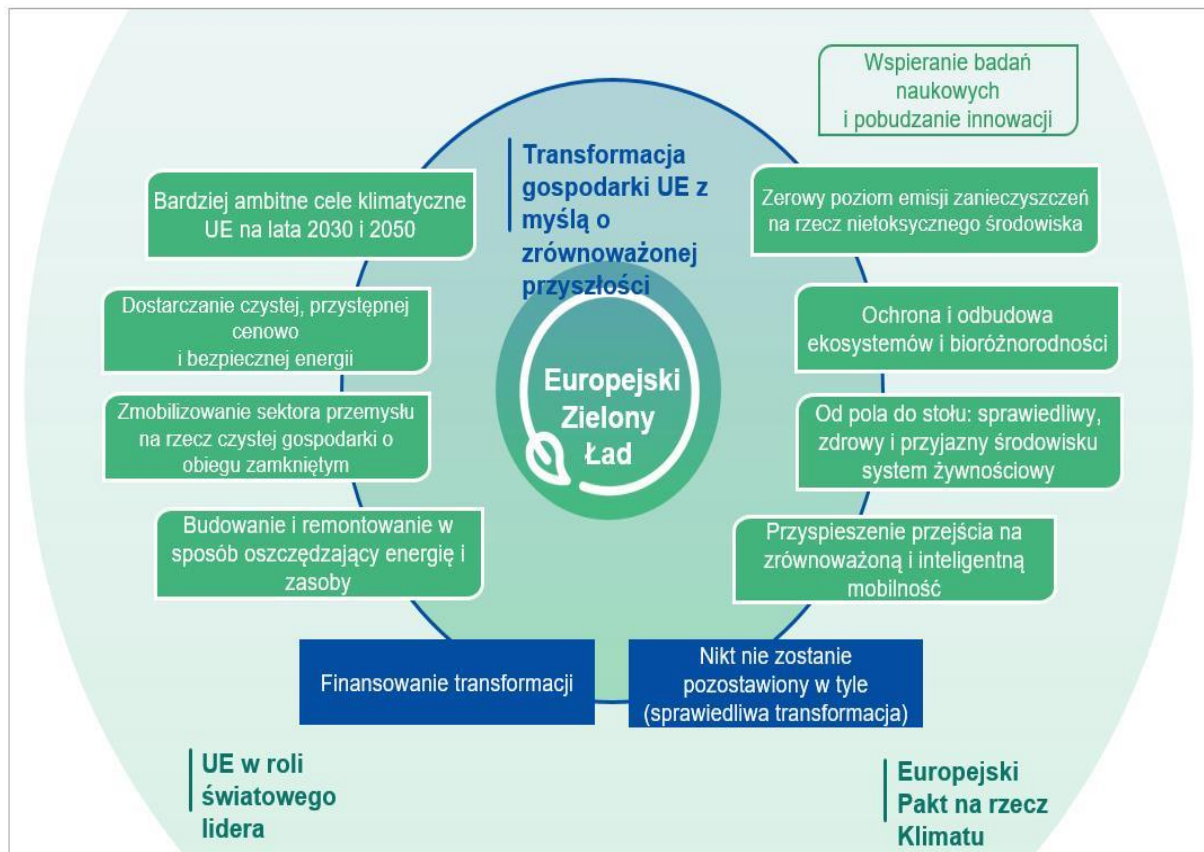 Wspieranie badań
naukowych
i pobudzanie innowacji
Transformacja
gospodarki UE z
myślą o
zrównoważonej
przyszłości
Bardziej ambitne cele klimatyczne
UE na lata 2030 i 2050
Zerowy poziom emisji zanieczyszczeń
na rzecz nietoksycznego środowiska
Dostarczanie czystej, przystępnej
cenowo
i bezpiecznej energii
Ochrona i odbudowa
ekosystemów i bioróżnorodności
Europejski
Zielony
Ład
Zmobilizowanie sektora przemysłu
na rzecz czystej gospodarki o
obiegu zamkniętym
Od pola do stołu: sprawiedliwy,
zdrowy i przyjazny środowisku
system żywnościowy
Budowanie i remontowanie w
sposób oszczędzający energię i
zasoby
Przyspieszenie przejścia na
zrównoważoną i inteligentną
mobilność
Finansowanie transformacji
Nikt nie zostanie
pozostawiony w tyle
(sprawiedliwa transformacja)
UE w roli
światowego
lidera
Europejski
Pakt na rzecz
Klimatu